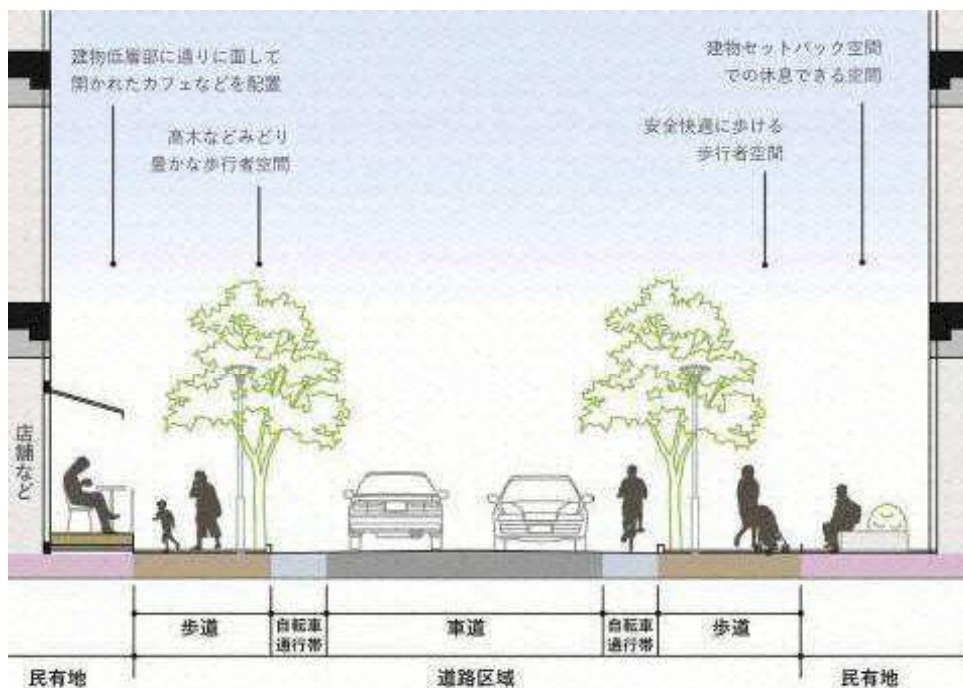 建物低層部に通りに面して
開かれたカフェなどを配置
高木などみどり
豊かな歩行者空間
建物セットバック空間
での休息できる空間
安全快適に歩ける
歩行者空間
店舗など
歩道
自転車
通行帯
車道
自転車
通行帯
歩道
民有地
道路区域
民有地